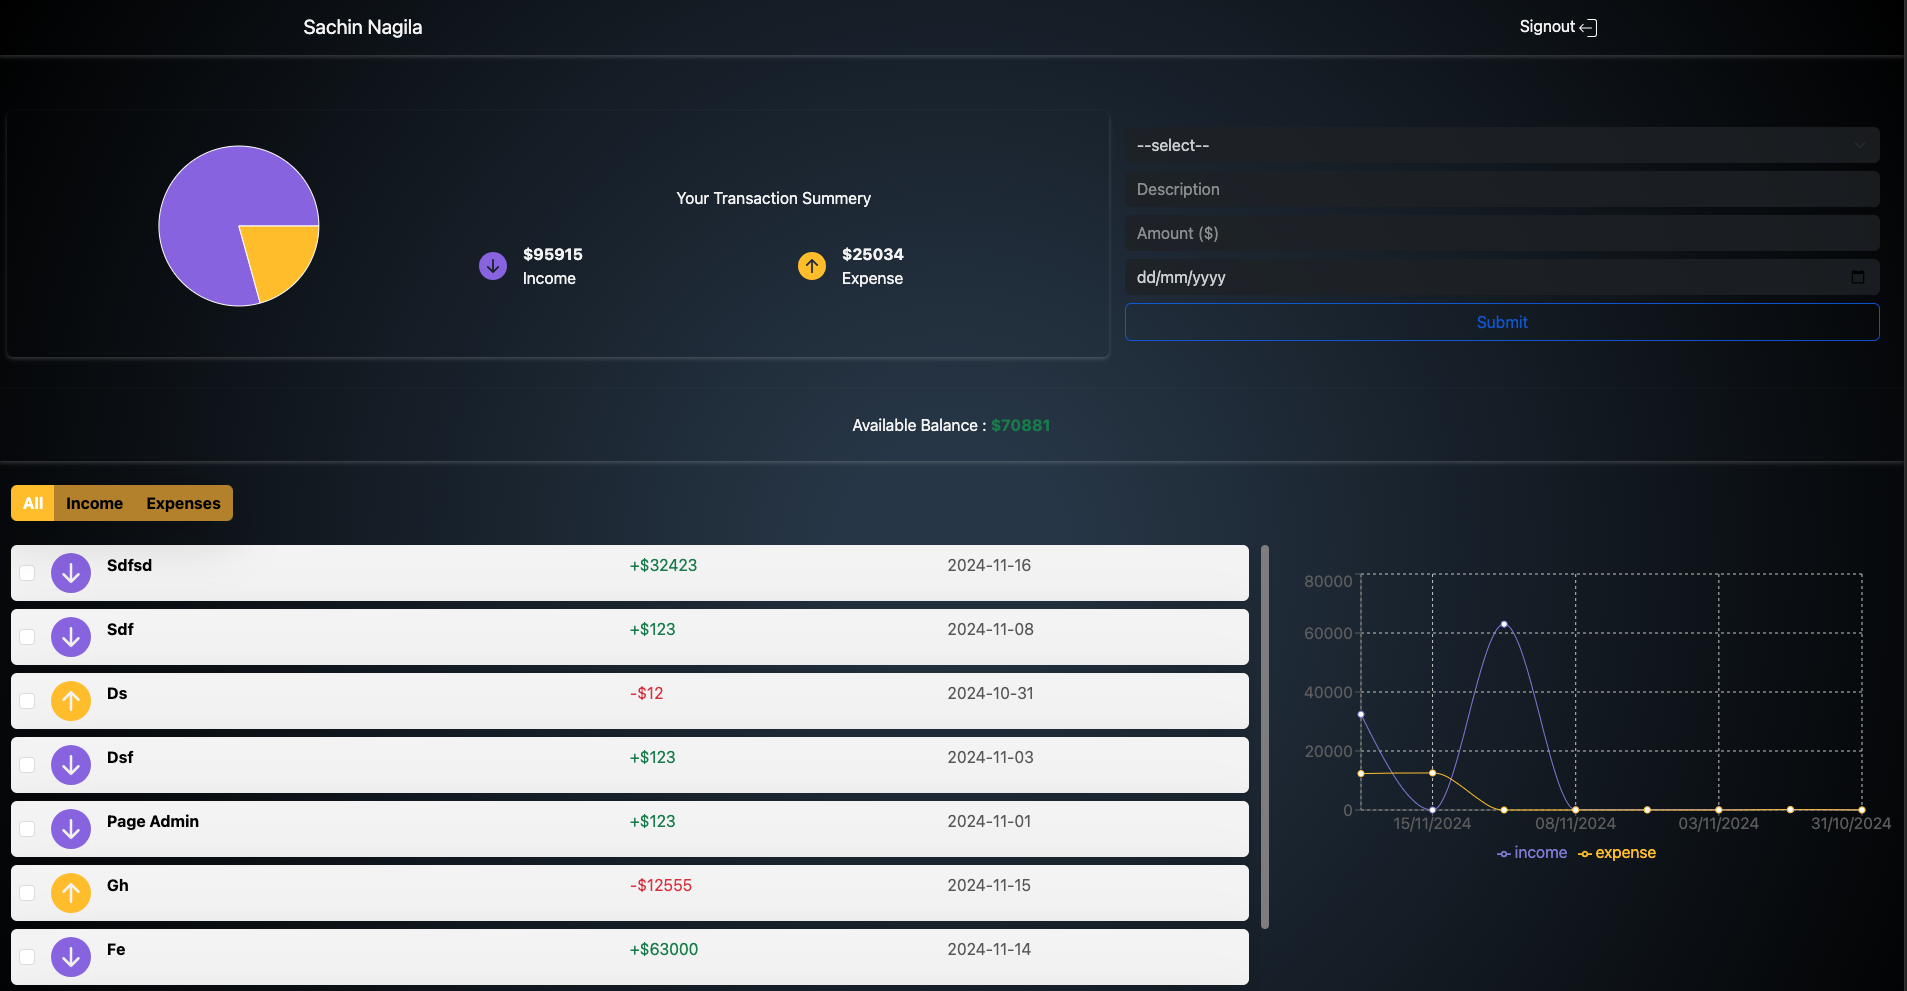 Sachin Nagila
Signout
--select--
Description
Amount ($)
dd/mm/yyyy
Submit
Your Transaction Summery
$95915
Income
$25034
Expense
Available Balance : $70881
All Income Expenses
Sdfsd +$32423 2024-11-16
Sdf +$123 2024-11-08
Ds -$12 2024-10-31
Dsf +$123 2024-11-03
Page Admin +$123 2024-11-01
Gh -$12555 2024-11-15
Fe +$63000 2024-11-14
80000
60000
40000
20000
0
15/11/2024 08/11/2024 03/11/2024 31/10/2024
income expense